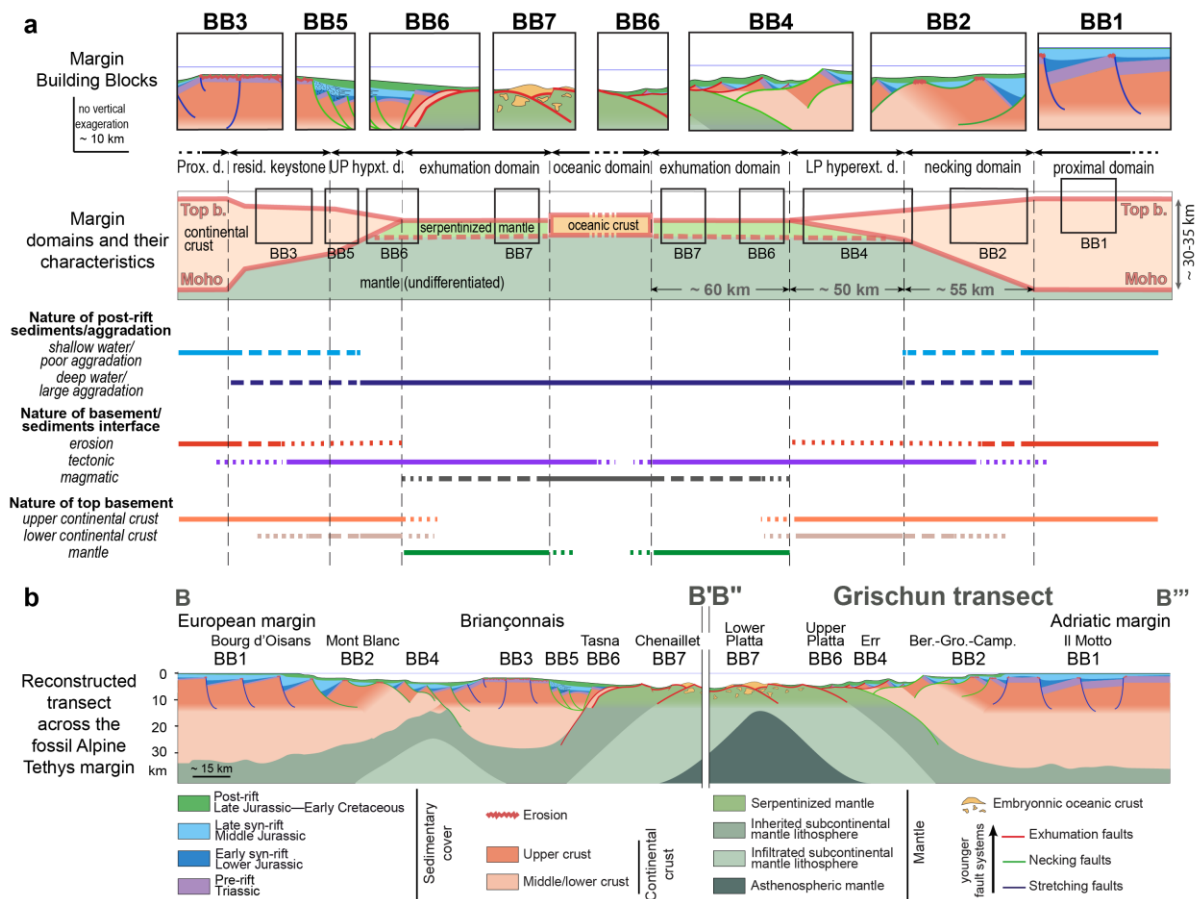 a
BB3 BB5 BB6 BB7 BB6 BB4 BB2 BB1
Margin
Building Blocks
no vertical
exageration
~ 10 km
Prox. d. resid. keystone UP hypxt. d. exhumation domain oceanic domain exhumation domain LP hyperext. d. necking domain proximal domain
Margin
domains and their
characteristics
Top b. Top b.
continental
crust
serpentinized mantle oceanic crust
BB3 BB5 BB6 BB7 BB7 BB6 BB4 BB2 BB1
Moho mantle (undifferentiated) Moho
~ 60 km ~ 50 km ~ 55 km
~ 30-35 km
Nature of post-rift
sediments/aggradation
shallow water/
poor aggradation
deep water/
large aggradation
Nature of basement/
sediments interface
erosion
tectonic
magmatic
Nature of top basement
upper continental crust
lower continental crust
mantle
b
B B' B'' Grischun transect B'''
European margin Briançonnais Adriatic margin
Bourg d'Oisans Mont Blanc Tasna Chenaillet Lower Platta Upper Platta Err Ber.-Gro.-Camp. Il Motto
BB1 BB2 BB4 BB3 BB5 BB6 BB7 BB7 BB6 BB4 BB2 BB1
Reconstructed
transect
across the
fossil Alpine
Tethys margin
0
10
20
30
km
~ 15 km
Post-rift
Late Jurassic—Early Cretaceous
Late syn-rift
Middle Jurassic
Early syn-rift
Lower Jurassic
Pre-rift
Triassic
Sedimentary
cover
Erosion
Upper crust
Middle/lower crust
Continental
crust
Serpentinized mantle
Inherited subcontinental
mantle lithosphere
Infiltrated subcontinental
mantle lithosphere
Asthenospheric mantle
Mantle
Embryonnic oceanic crust
younger
fault systems
Exhumation faults
Necking faults
Stretching faults